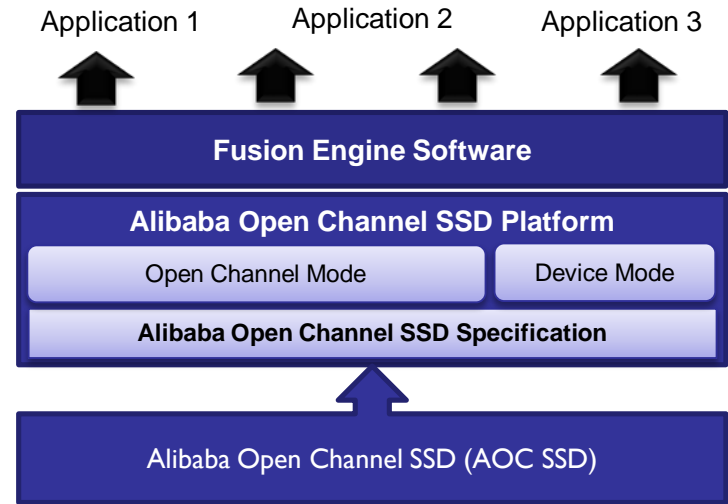 Application 1
Application 2
Application 3
Fusion Engine Software
Alibaba Open Channel SSD Platform
Open Channel Mode
Device Mode
Alibaba Open Channel SSD Specification
Alibaba Open Channel SSD (AOC SSD)